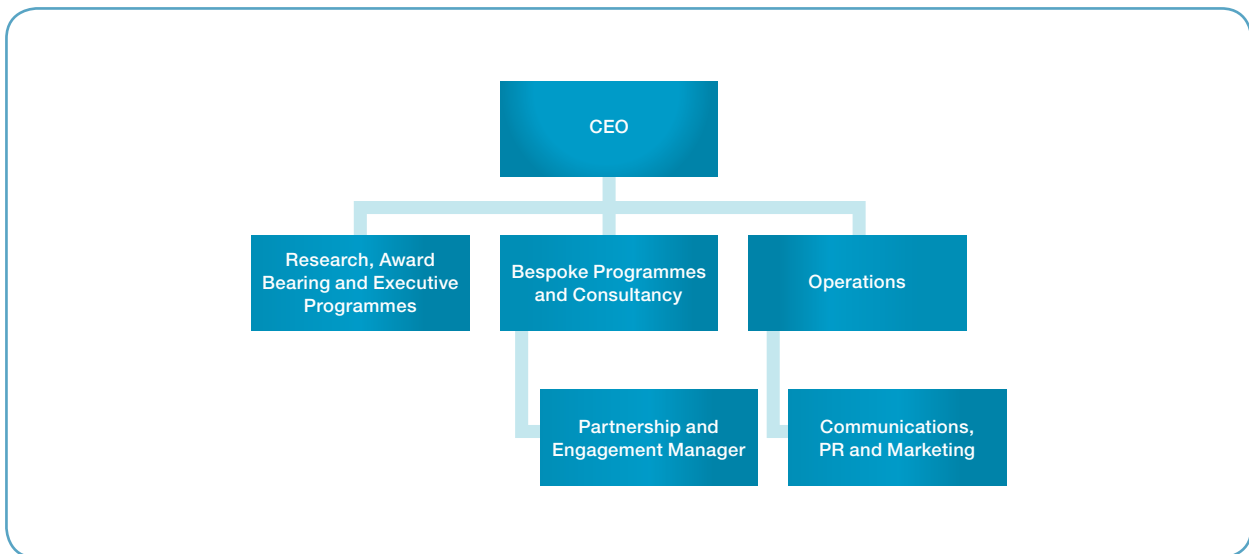 CEO
Research, Award
Bearing and Executive
Programmes
Bespoke Programmes
and Consultancy
Operations
Partnership and
Engagement Manager
Communications,
PR and Marketing